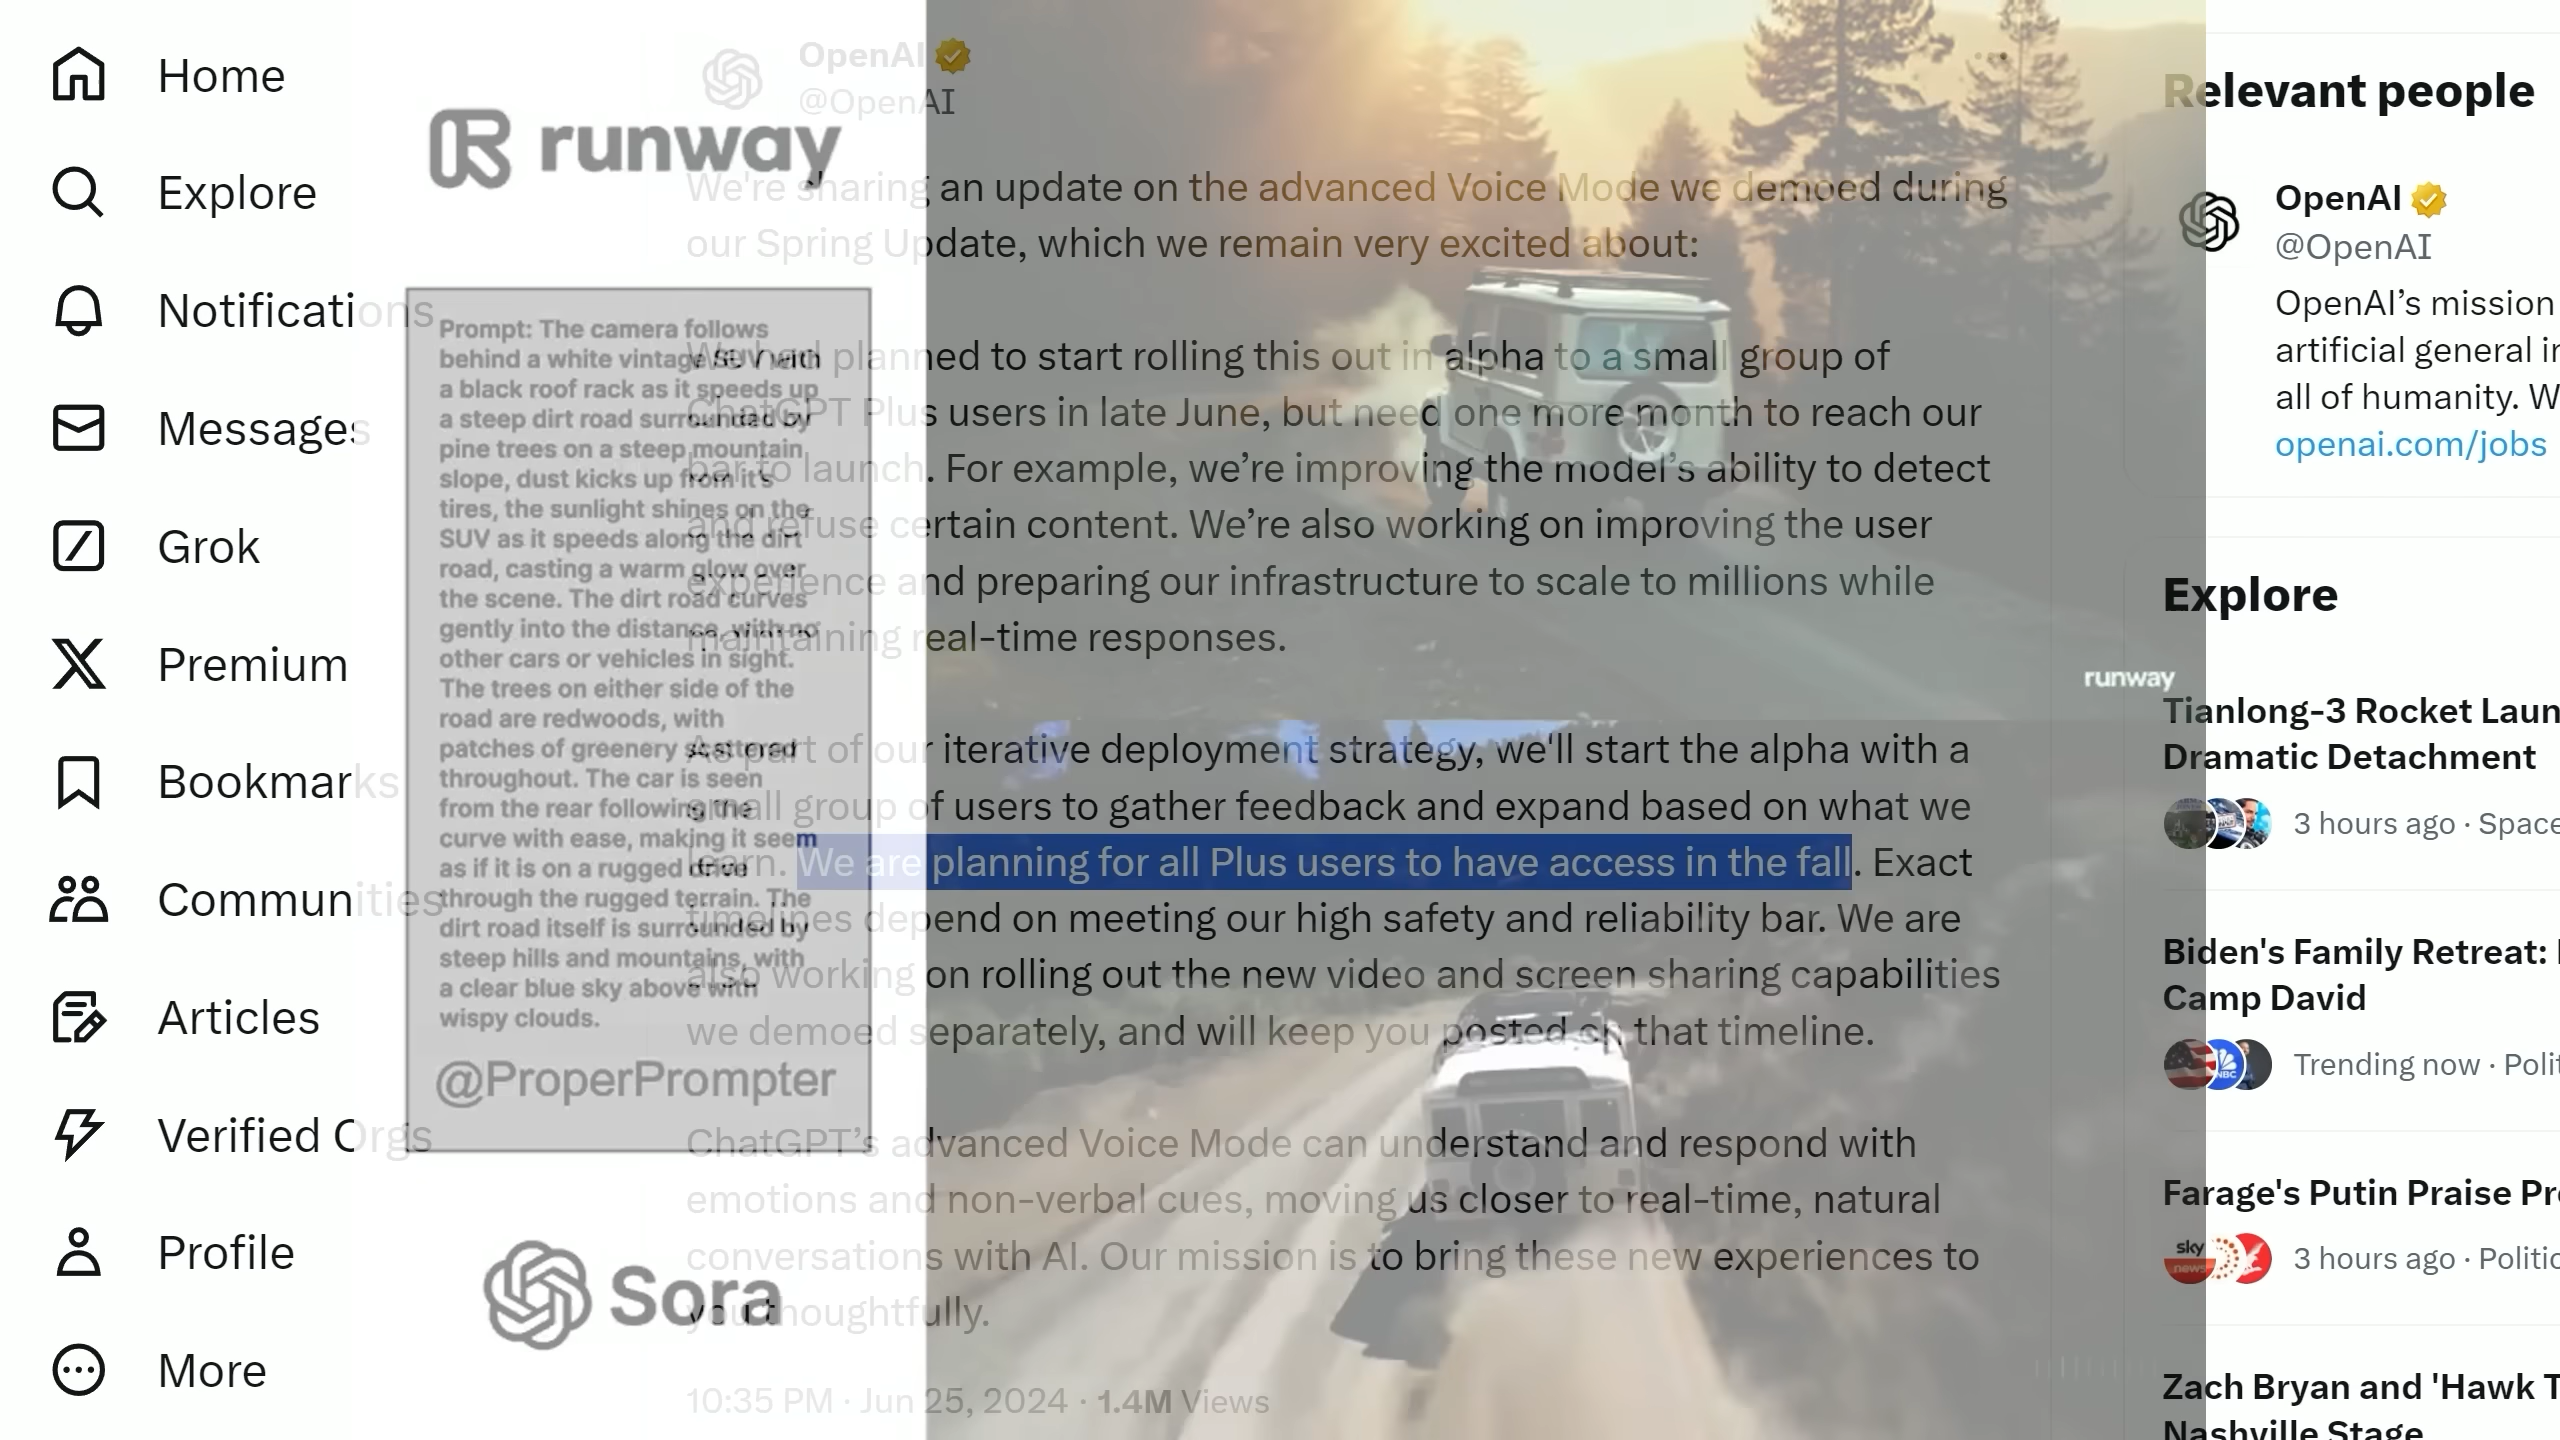 Home
Explore
Notifications
Messages
Grok
Premium
Bookmarks
Communities
Articles
Verified Orgs
Profile
More
runway
Prompt: The camera follows
behind a white vintage SUV with
a black roof rack as it speeds up
a steep dirt road surrounded by
pine trees on a steep mountain
slope, dust kicks up from it's
tires, the sunlight shines on the
SUV as it speeds along the dirt
road, casting a warm glow over
the scene. The dirt road curves
gently into the distance, with no
other cars or vehicles in sight.
The trees on either side of the
road are redwoods, with
patches of greenery scattered
throughout. The car is seen
from the rear following the
curve with ease, making it seem
as if it is on a rugged drive
through the rugged terrain. The
dirt road itself is surrounded by
steep hills and mountains, with
a clear blue sky above with
wispy clouds.
@ProperPrompter
Sora
OpenAI
@OpenAI
We're sharing an update on the advanced Voice Mode we demoed during
our Spring Update, which we remain very excited about:
We had planned to start rolling this out in alpha to a small group of
ChatGPT Plus users in late June, but need one more month to reach our
bar to launch. For example, we’re improving the model’s ability to detect
and refuse certain content. We’re also working on improving the user
experience and preparing our infrastructure to scale to millions while
maintaining real-time responses.
As part of our iterative deployment strategy, we'll start the alpha with a
small group of users to gather feedback and expand based on what we
learn. We are planning for all Plus users to have access in the fall. Exact
timelines depend on meeting our high safety and reliability bar. We are
also working on rolling out the new video and screen sharing capabilities
we demoed separately, and will keep you posted on that timeline.
ChatGPT’s advanced Voice Mode can understand and respond with
emotions and non-verbal cues, moving us closer to real-time, natural
conversations with AI. Our mission is to bring these new experiences to
you thoughtfully.
10:35 PM · Jun 25, 2024 · 1.4M Views
runway
Relevant people
OpenAI
@OpenAI
OpenAI’s mission
artificial general in
all of humanity. W
openai.com/jobs
Explore
Tianlong-3 Rocket Laun
Dramatic Detachment
3 hours ago · Space
Biden's Family Retreat:
Camp David
NBC
Trending now · Polit
Farage's Putin Praise Pr
sky
news
3 hours ago · Politic
Zach Bryan and 'Hawk T
Nashville Stage